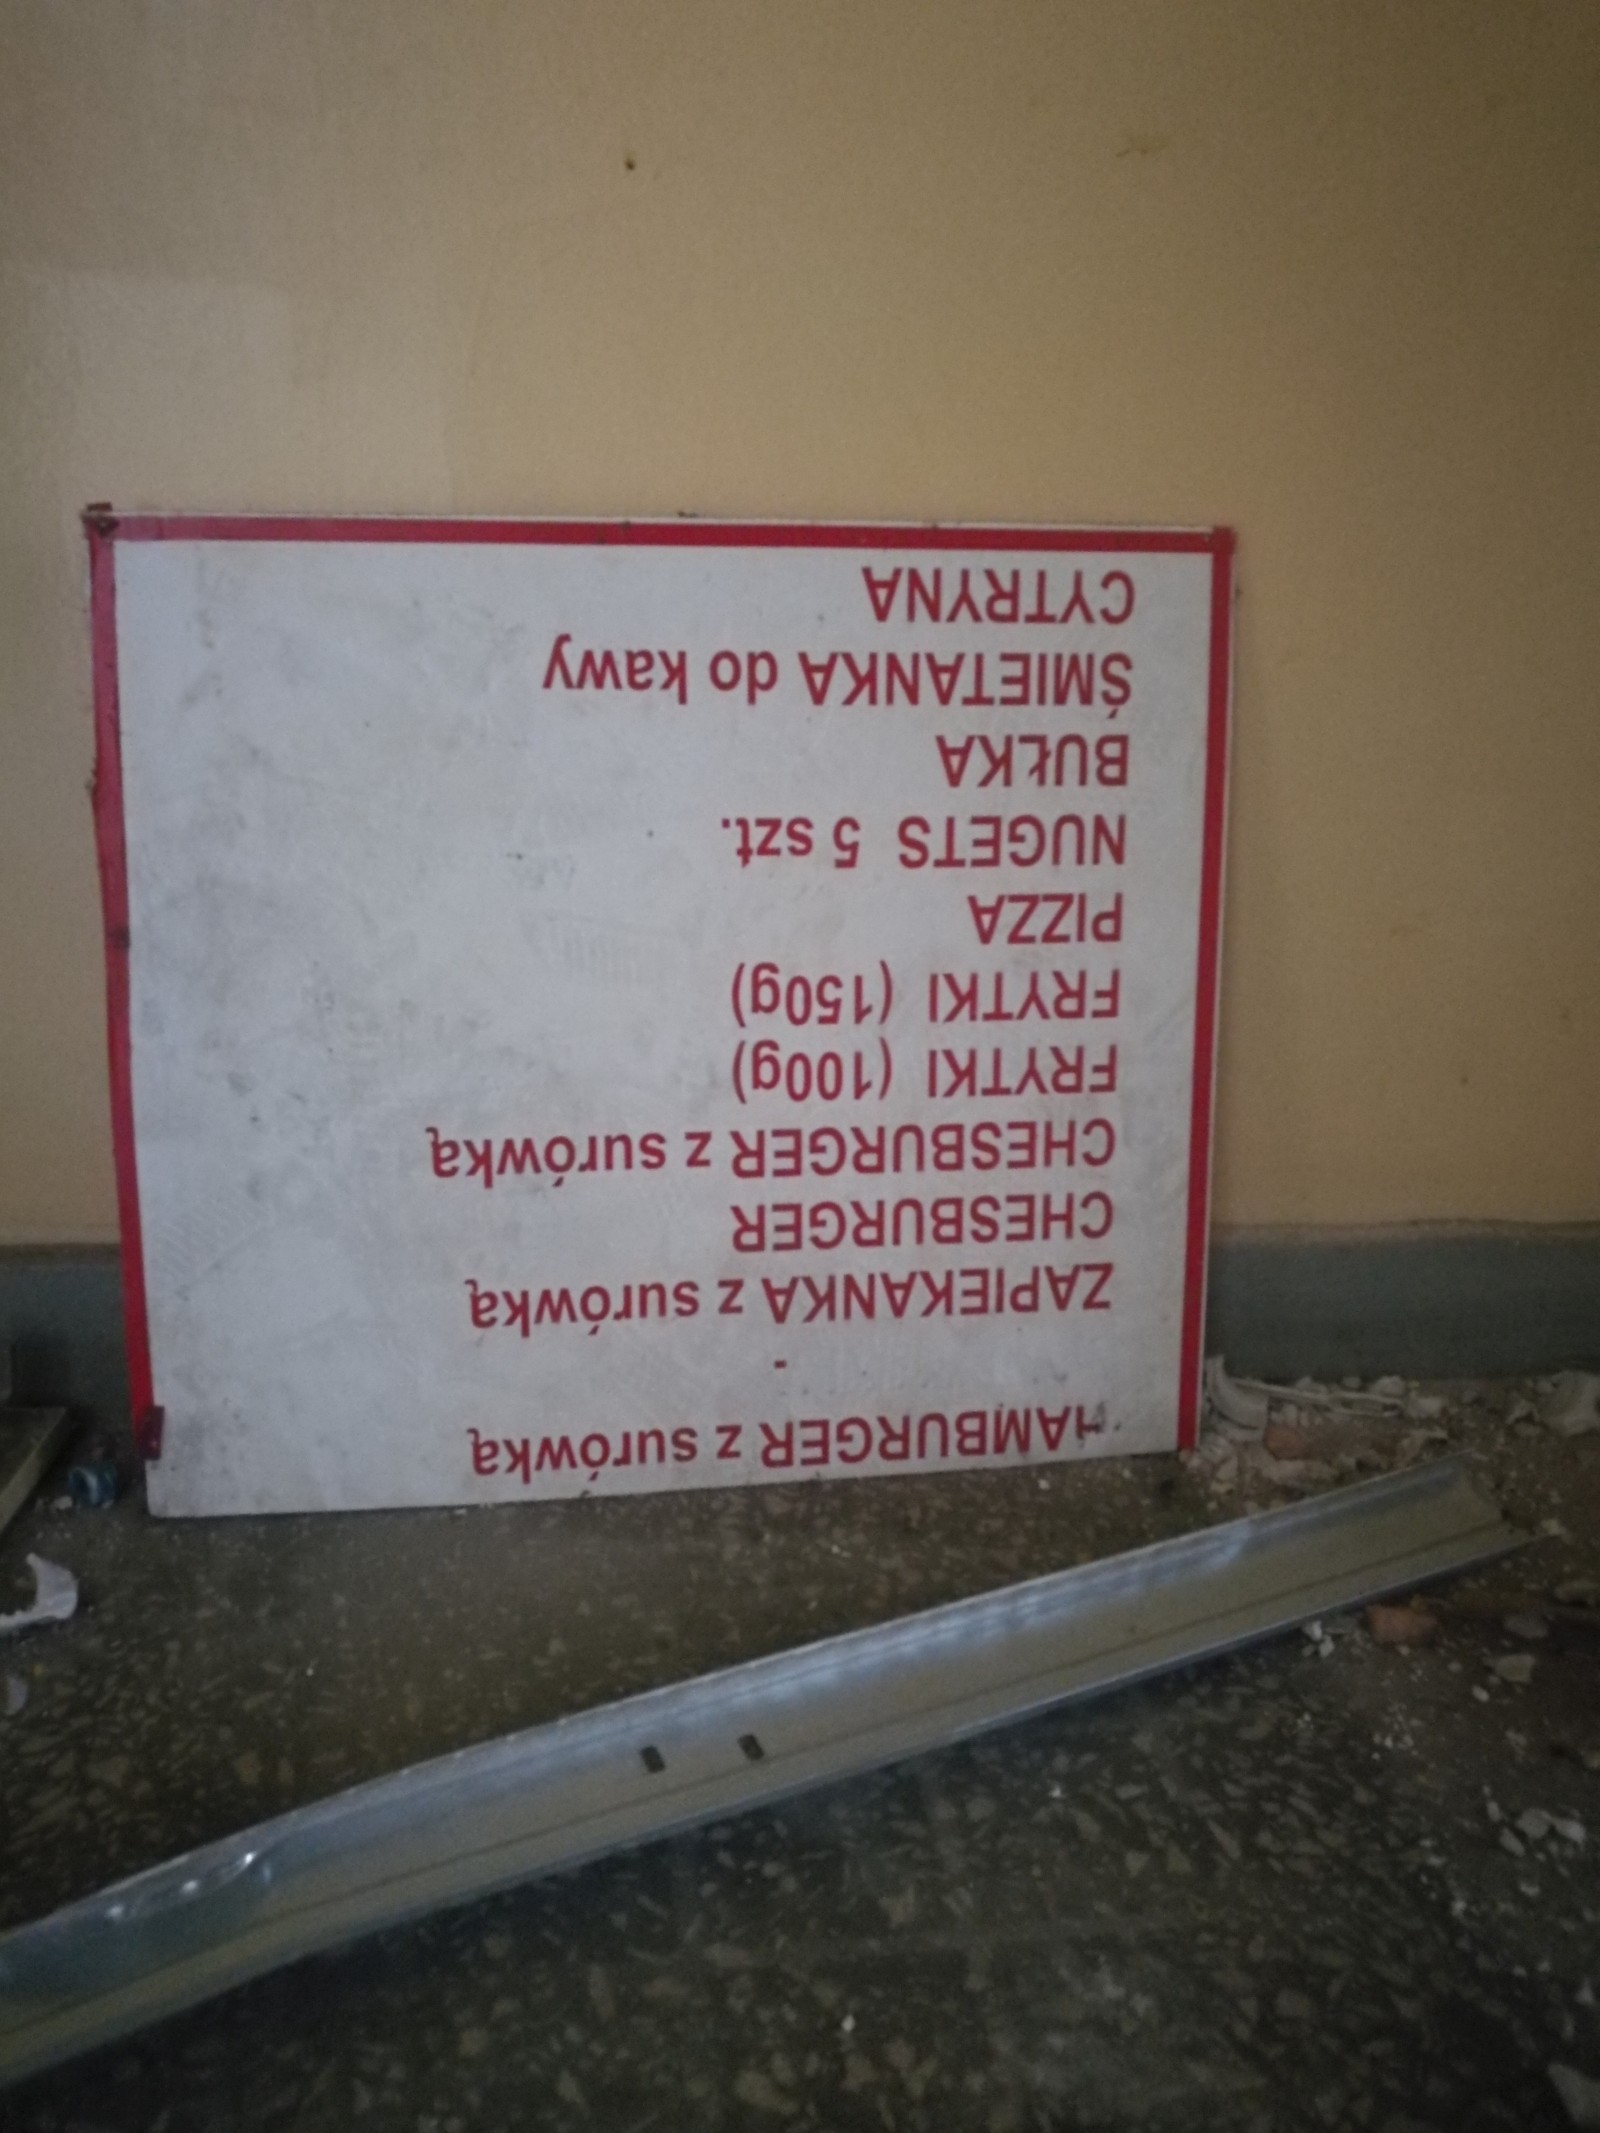 HAMBURGER z surówką
-
ZAPIEKANKA z surówką
CHESBURGER
CHESBURGER z surówką
FRYTKI (100g)
FRYTKI (150g)
PIZZA
NUGETS 5 szt.
BUŁKA
ŚMIETANKA do kawy
CYTRYNA